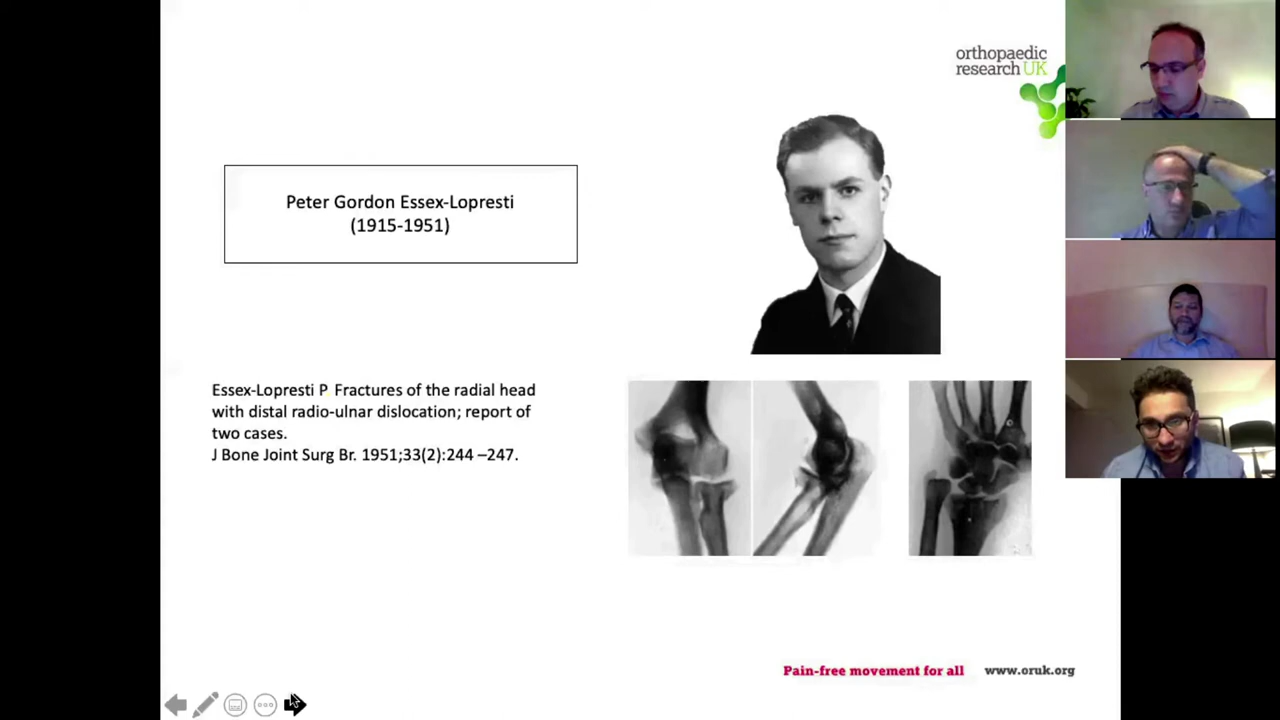 orthopaedic
research UK
Peter Gordon Essex-Lopresti
(1915-1951)
Essex-Lopresti P. Fractures of the radial head
with distal radio-ulnar dislocation; report of
two cases.
J Bone Joint Surg Br. 1951;33(2):244 –247.
Pain-free movement for all www.oruk.org